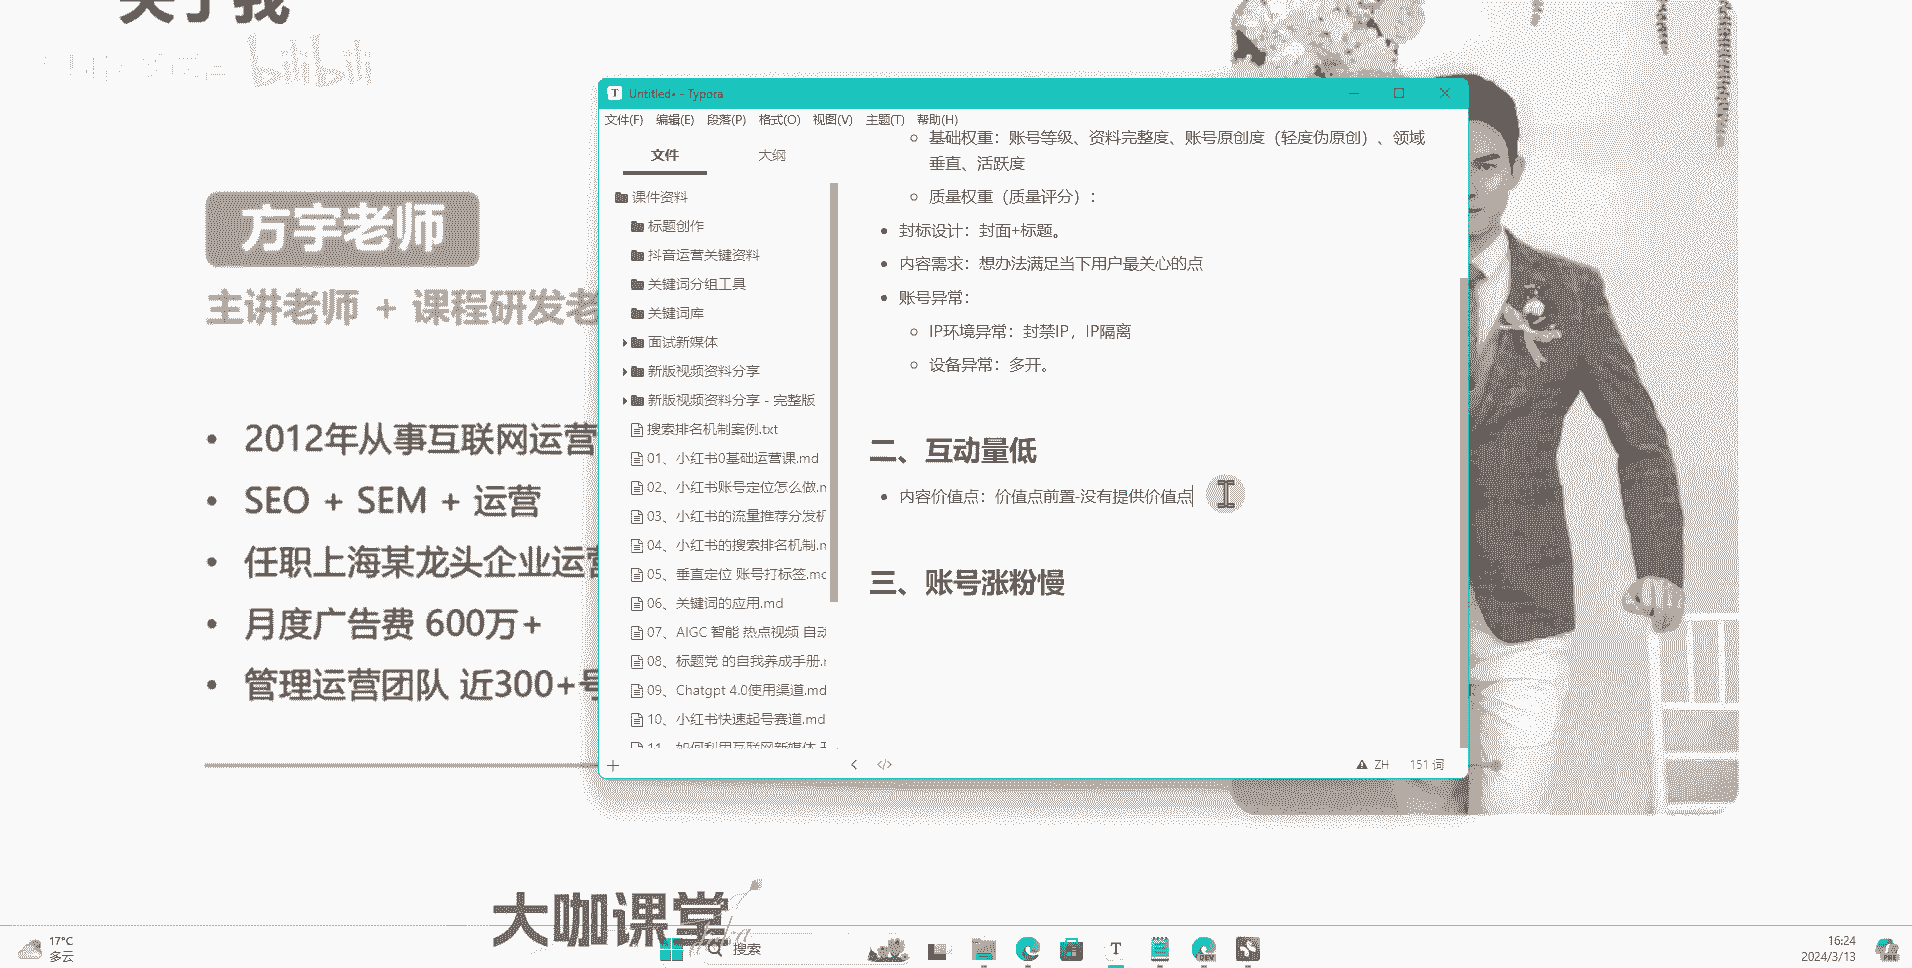 关于我
bilibili
方宇老师
主讲老师 + 课程研发老
2012年从事互联网运营
SEO + SEM + 运营
任职上海某龙头企业运营
月度广告费 600万+
管理运营团队 近300+号
大咖课堂
Untitled• - Typora
文件(F) 编辑(E) 段落(P) 格式(O) 视图(V) 主题(T) 帮助(H)
文件 大纲
课件资料
标题创作
抖音运营关键资料
关键词分组工具
关键词库
面试新媒体
新版视频资料分享
新版视频资料分享 - 完整版
搜索排名机制案例.txt
01、小红书0基础运营课.md
02、小红书账号定位怎么做.m
03、小红书的流量推荐分发机
04、小红书的搜索排名机制.m
05、垂直定位 账号打标签.md
06、关键词的应用.md
07、AIGC 智能 热点视频 自动
08、标题党 的自我养成手册.m
09、Chatgpt 4.0使用渠道.md
10、小红书快速起号赛道.md
11、如何利用互联网新媒体
基础权重：账号等级、资料完整度、账号原创度（轻度伪原创）、领域
垂直、活跃度
质量权重（质量评分）：
封标设计：封面+标题。
内容需求：想办法满足当下用户最关心的点
账号异常：
IP环境异常：封禁IP，IP隔离
设备异常：多开。
二、互动量低
内容价值点：价值点前置-没有提供价值点
三、账号涨粉慢
ZH 151 词
17°C
多云
搜索
T
DEV
16:24
2024/3/13
PRE